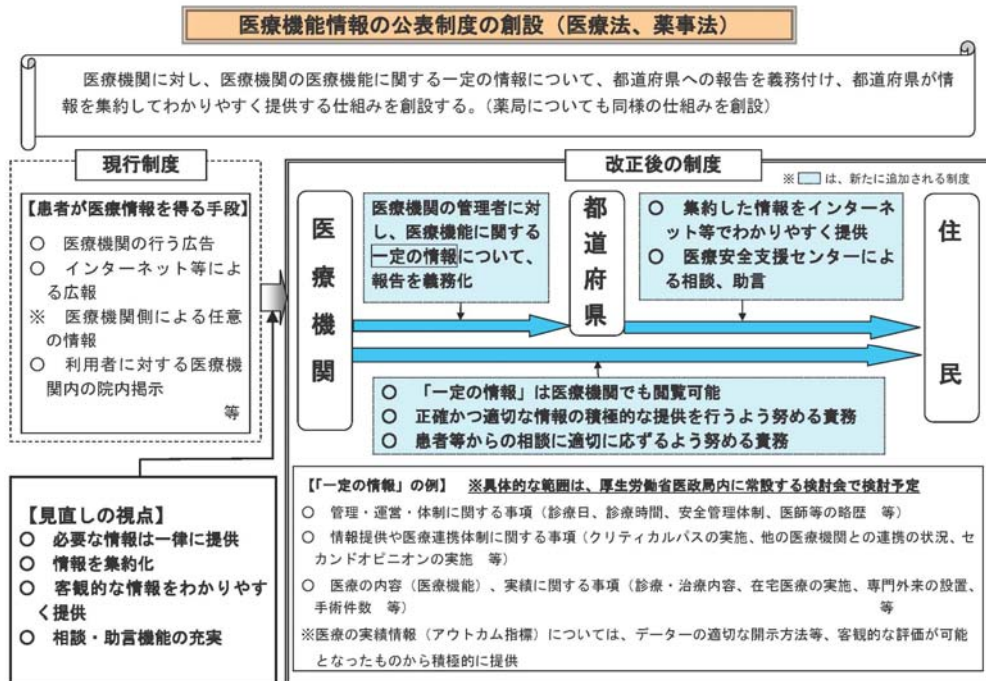 医療機能情報の公表制度の創設（医療法、薬事法）
医療機関に対し、医療機関の医療機能に関する一定の情報について、都道府県への報告を義務付け、都道府県が情
報を集約してわかりやすく提供する仕組みを創設する。（薬局についても同様の仕組みを創設）
現行制度
【患者が医療情報を得る手段】
○ 医療機関の行う広告
○ インターネット等によ
る広報
※ 医療機関側による任意
の情報
○ 利用者に対する医療機
関内の院内掲示
等
【見直しの視点】
○ 必要な情報は一律に提供
○ 情報を集約化
○ 客観的な情報をわかりやす
く提供
○ 相談・助言機能の充実
改正後の制度
※ は、新たに追加される制度
医療機関
医療機関の管理者に対
し、医療機能に関する
一定の情報について、
報告を義務化
都道府県
○ 集約した情報をインターネ
ット等でわかりやすく提供
○ 医療安全支援センターによ
る相談、助言
住民
○ 「一定の情報」は医療機関でも閲覧可能
○ 正確かつ適切な情報の積極的な提供を行うよう努める責務
○ 患者等からの相談に適切に応ずるよう努める責務
【「一定の情報」の例】 ※具体的な範囲は、厚生労働省医政局内に常設する検討会で検討予定
○ 管理・運営・体制に関する事項（診療日、診療時間、安全管理体制、医師等の略歴 等）
○ 情報提供や医療連携体制に関する事項（クリティカルパスの実施、他の医療機関との連携の状況、セ
カンドオピニオンの実施 等）
○ 医療の内容（医療機能）、実績に関する事項（診療・治療内容、在宅医療の実施、専門外来の設置、
手術件数 等） 等
※医療の実績情報（アウトカム指標）については、データーの適切な開示方法等、客観的な評価が可能
となったものから積極的に提供